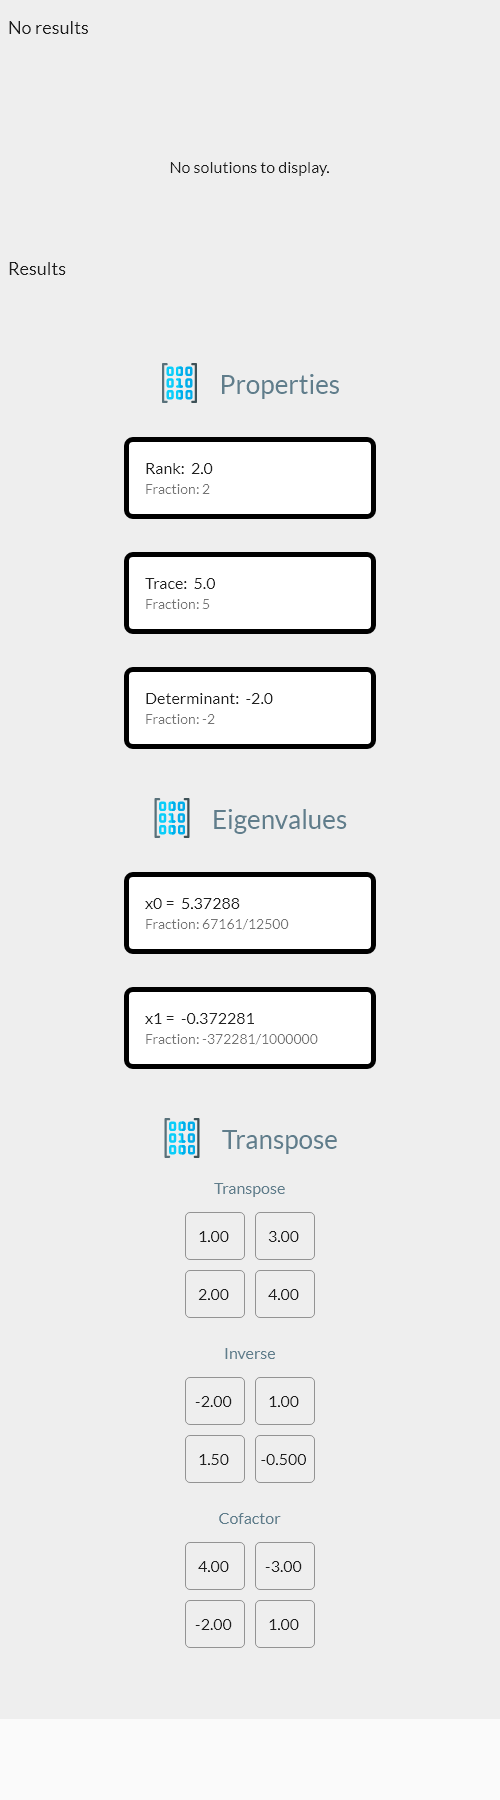 No results
No solutions to display.
Results
Properties
Rank: 2.0
Fraction: 2
Trace: 5.0
Fraction: 5
Determinant: -2.0
Fraction: -2
Eigenvalues
x0 = 5.37288
Fraction: 67161/12500
x1 = -0.372281
Fraction: -372281/1000000
Transpose
Transpose
1.00 3.00
2.00 4.00
Inverse
-2.00 1.00
1.50 -0.500
Cofactor
4.00 -3.00
-2.00 1.00